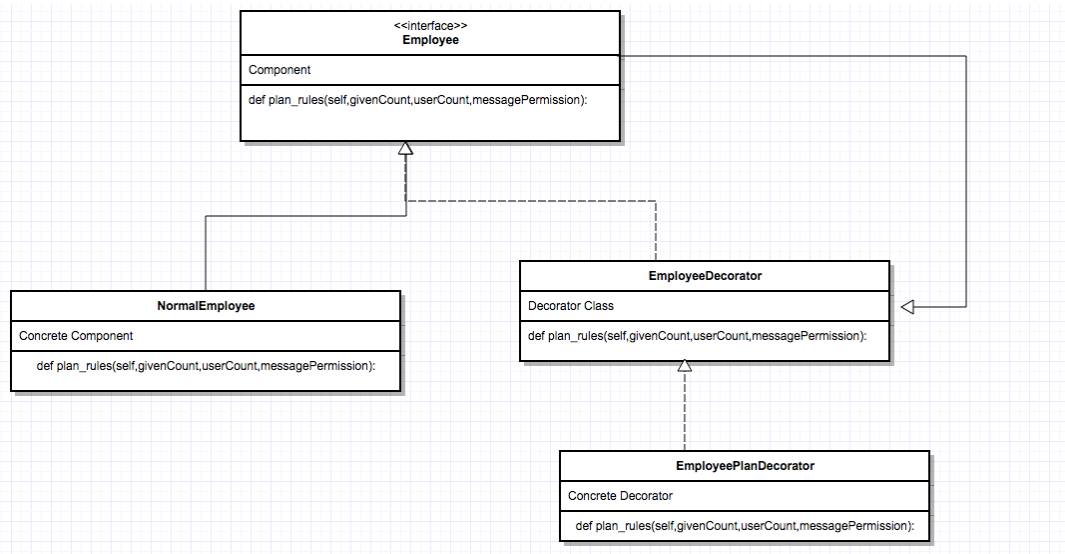 <<interface>>
Employee
Component
def plan_rules(self,givenCount,userCount,messagePermission):
NormalEmployee
Concrete Component
def plan_rules(self,givenCount,userCount,messagePermission):
EmployeeDecorator
Decorator Class
def plan_rules(self,givenCount,userCount,messagePermission):
EmployeePlanDecorator
Concrete Decorator
def plan_rules(self,givenCount,userCount,messagePermission):